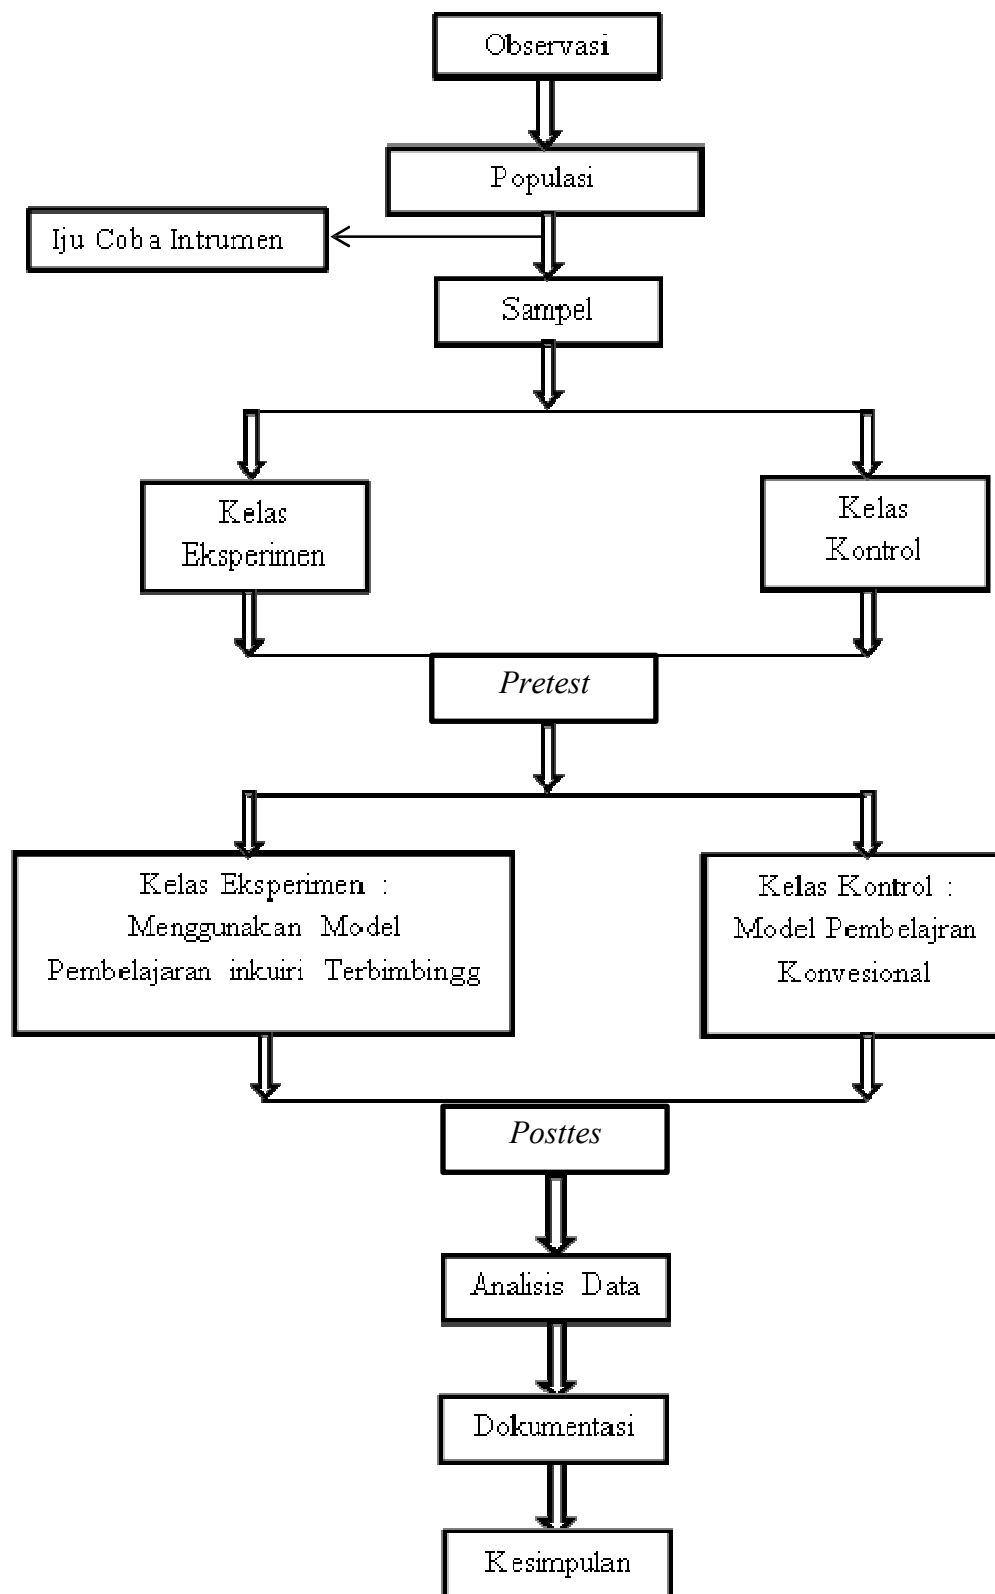 Observasi
Populasi
Iju Coba Intrumen
Sampel
Kelas
Eksperimen
Kelas
Kontrol
Pretest
Kelas Eksperimen :
Menggunakan Model
Pembelajaran inkuiri Terbimbingg
Kelas Kontrol :
Model Pembelajran
Konvesional
Posttes
Analisis Data
Dokumentasi
Kesimpulan